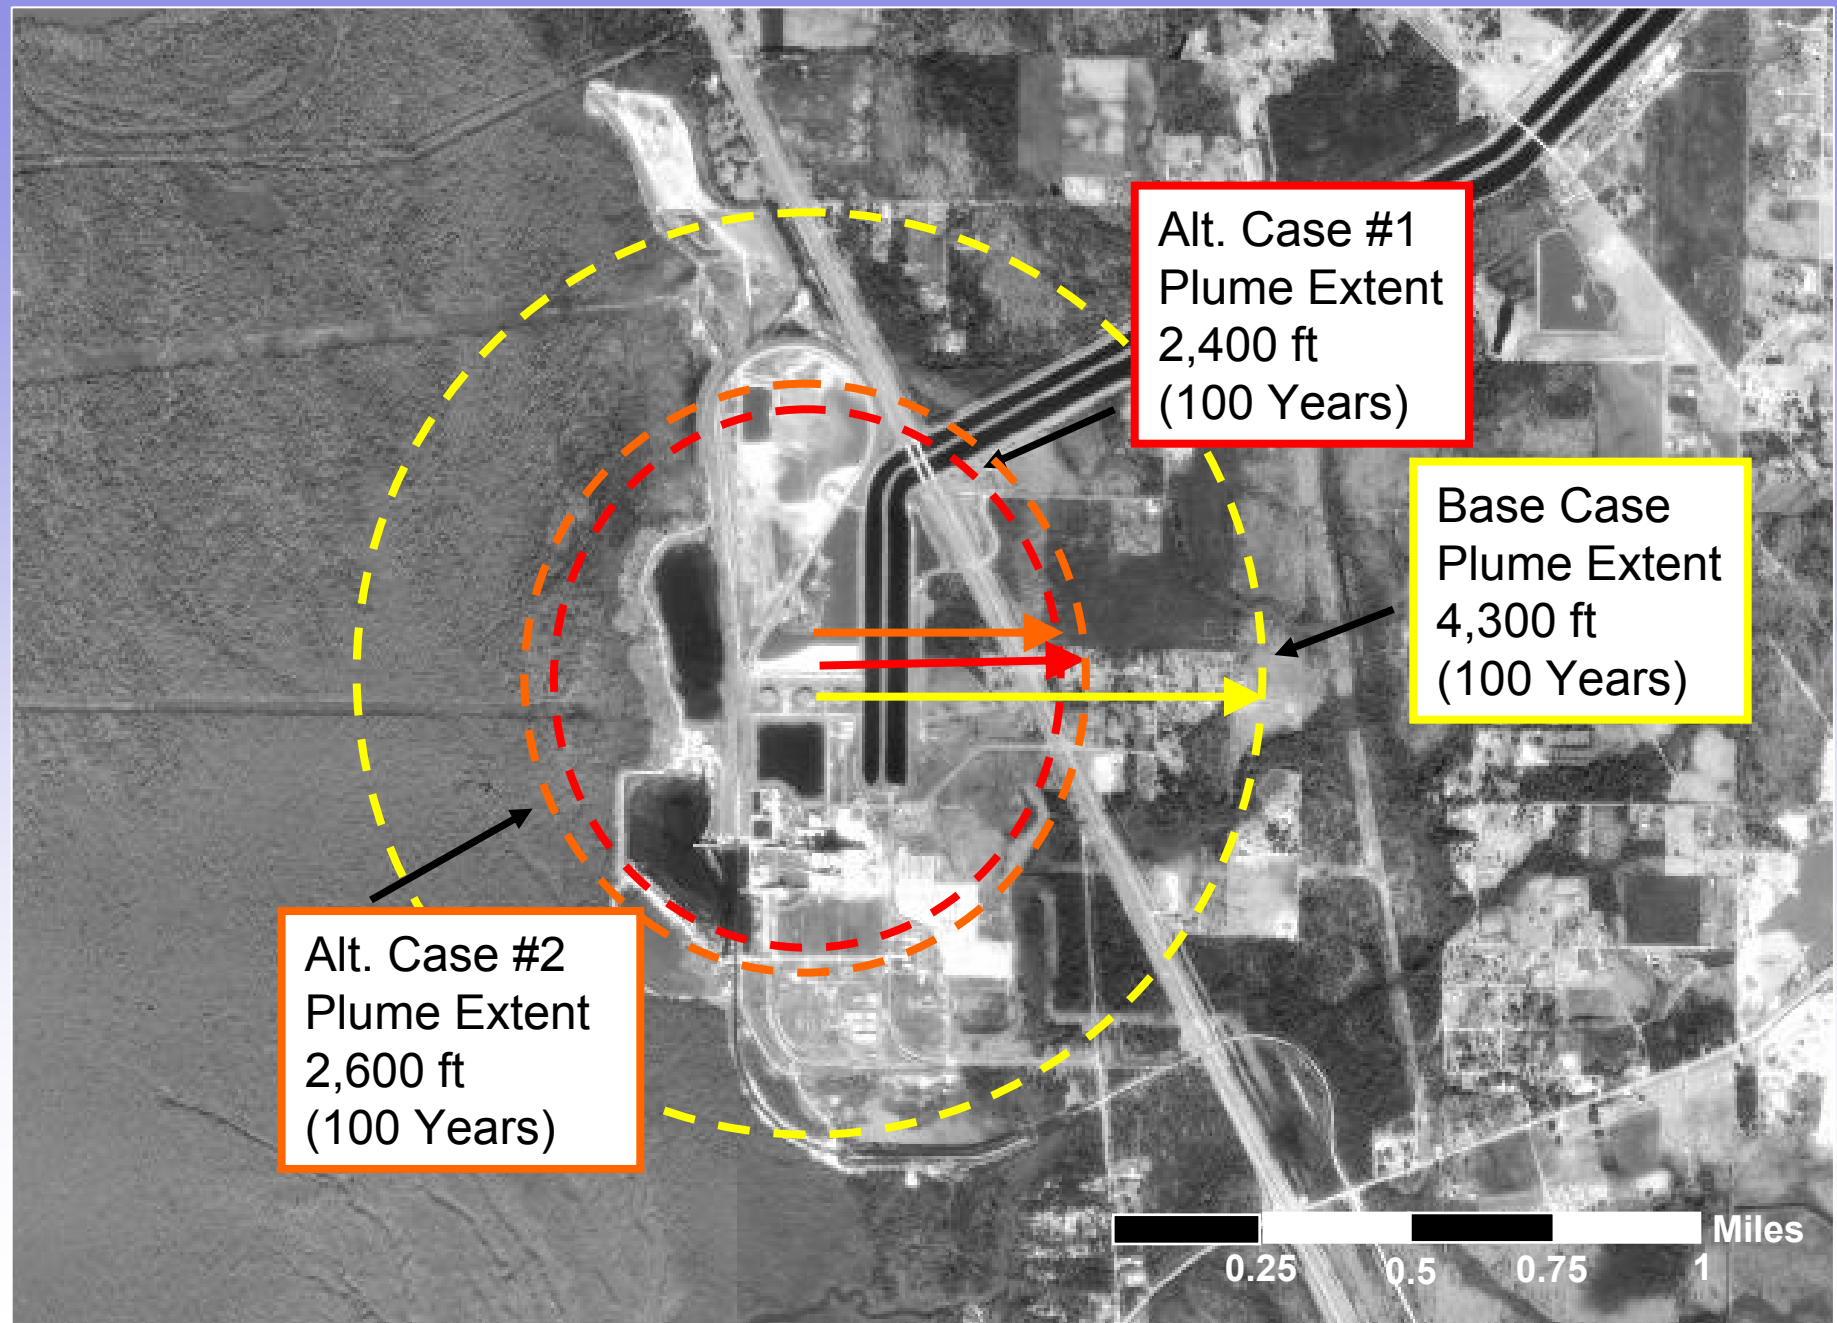 Alt. Case #1
Plume Extent
2,400 ft
(100 Years)
Base Case
Plume Extent
4,300 ft
(100 Years)
Alt. Case #2
Plume Extent
2,600 ft
(100 Years)
Miles
0.25 0.5 0.75 1